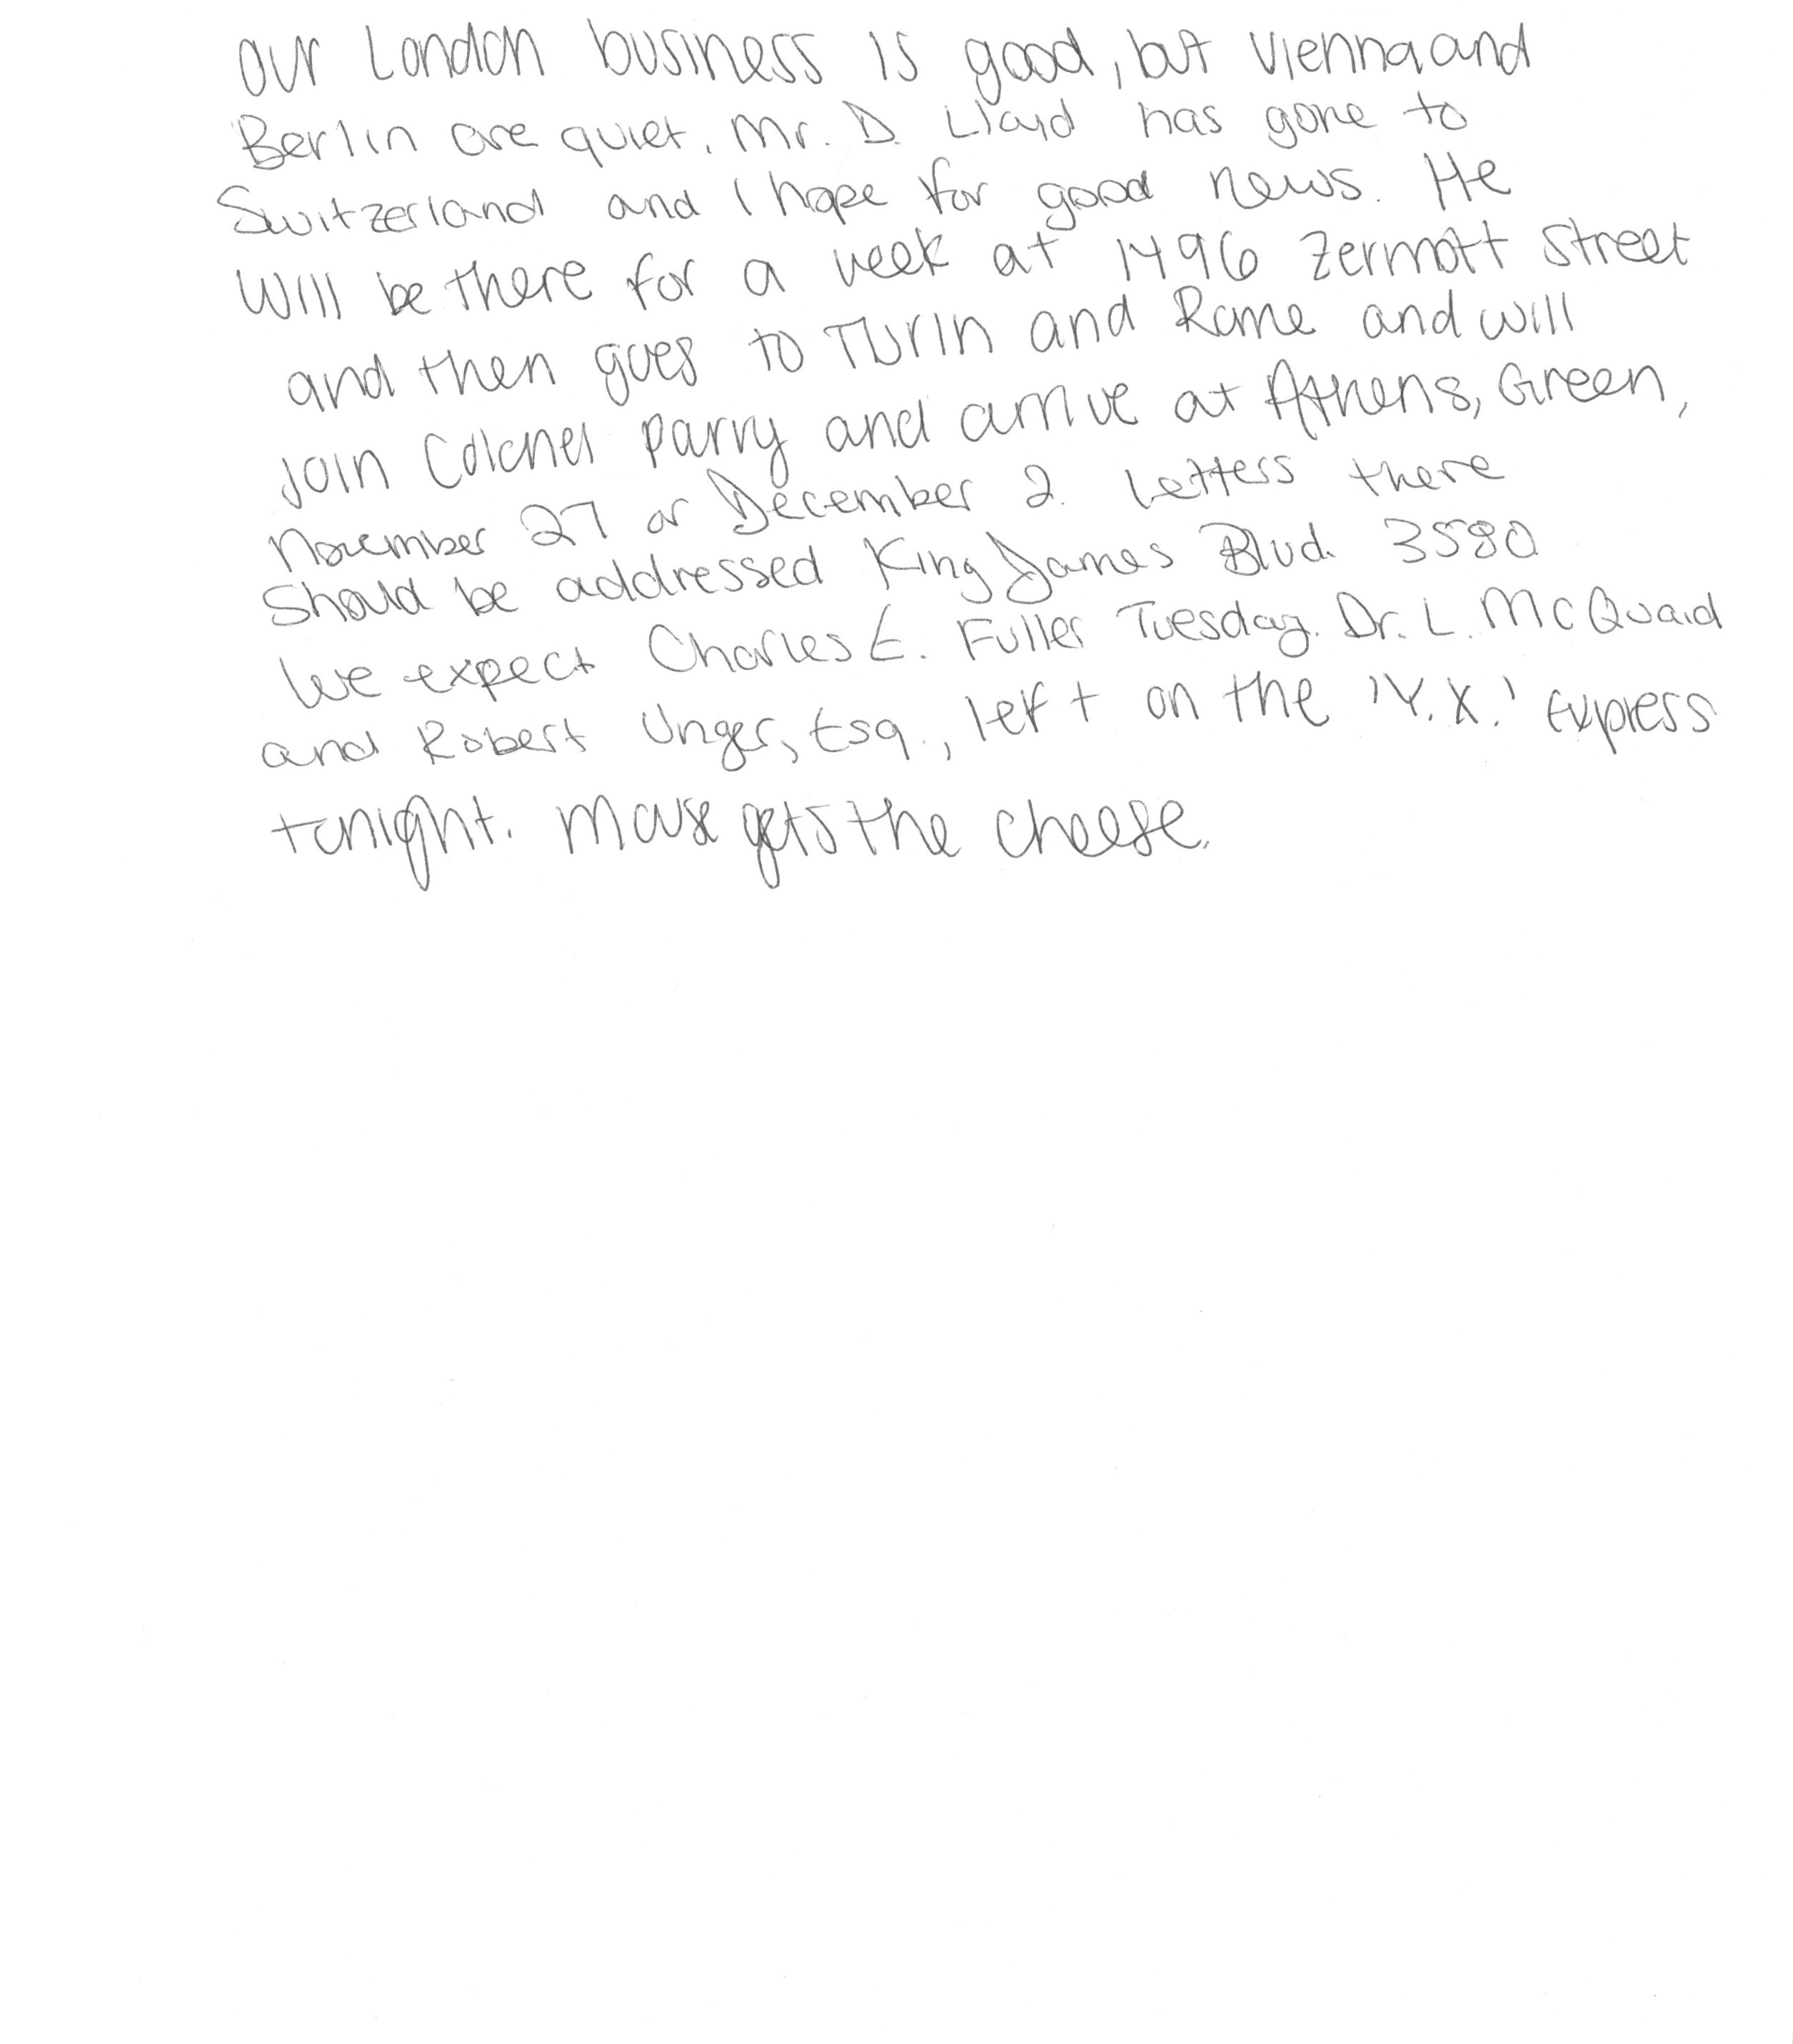 our London business is good, but Vienna and
Berlin are quiet. Mr. D. Lloyd has gone to
Switzerland and I hope for good news. He
will be there for a week at 1496 Zermott Street
and then goes to Turin and Rome and will
join Colonel Parry and arrive at Athens, Green,
November 27 or December 2. Letters there
should be addressed King James Blvd. 3580
We expect Charles E. Fuller Tuesday. Dr. L. McQuaid
and Robert Unger, Esq., left on the 'Y.X.' Express
tonight. Mouse gets the cheese.